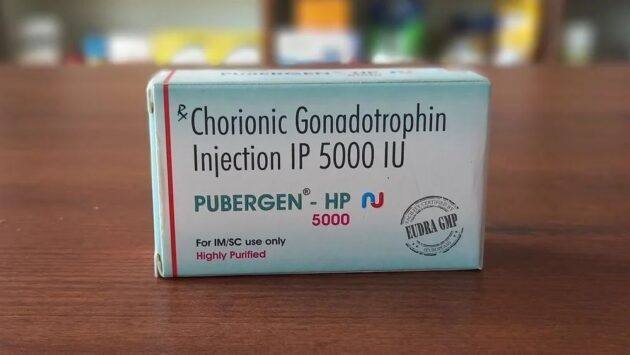 PUBERGEN® - HP
℞ Chorionic Gonadotrophin
Injection IP 5000 IU
PUBERGEN® - HP
5000
For IM/SC use only
Highly Purified
EUDRA GMP